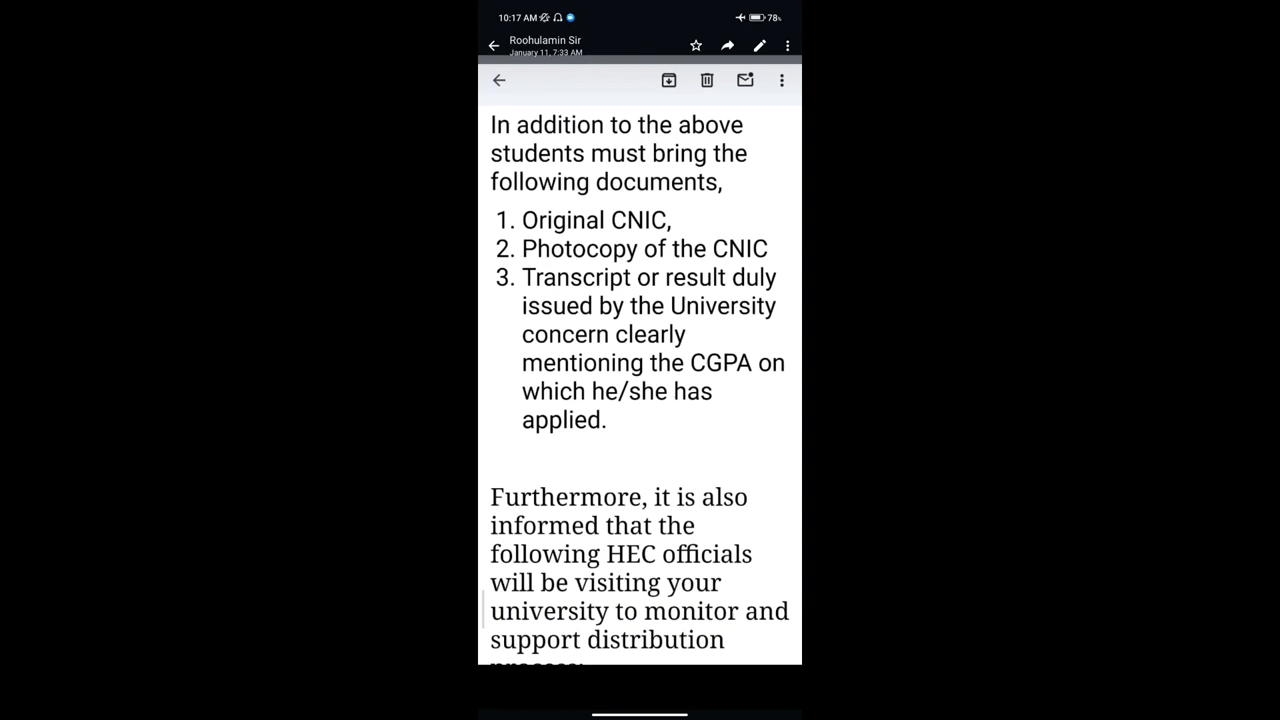 10:17 AM 78%
Roohulamin Sir
January 11, 7:33 AM
In addition to the above
students must bring the
following documents,
1. Original CNIC,
2. Photocopy of the CNIC
3. Transcript or result duly
issued by the University
concern clearly
mentioning the CGPA on
which he/she has
applied.
Furthermore, it is also
informed that the
following HEC officials
will be visiting your
university to monitor and
support distribution